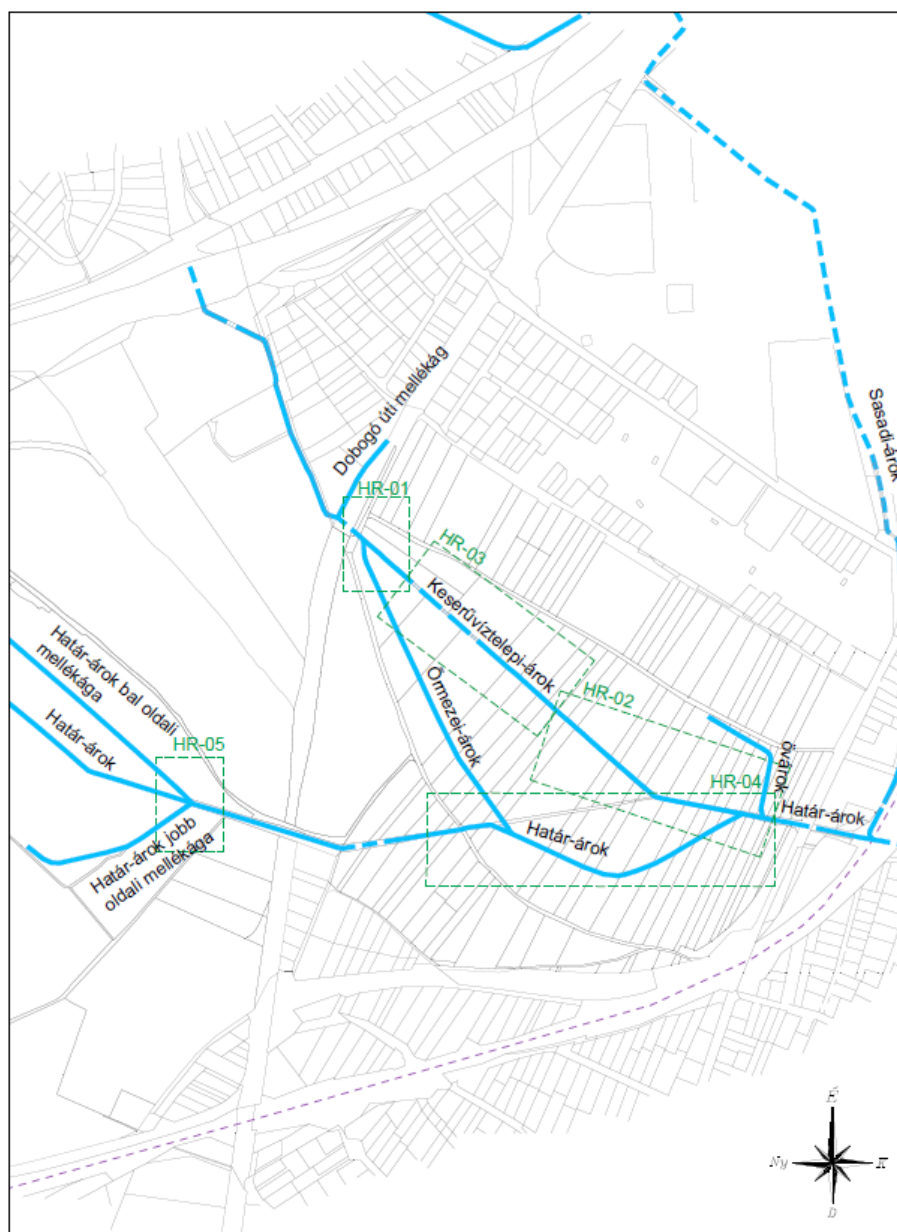 Sasadi-árok
Dobogó úti mellékág
HR-01
HR-03
Keserűvíztelepi-árok
HR-02
Őrmezei-árok
Határ-árok bal oldali
mellékága
Határ-árok
HR-05
Határ-árok jobb
oldali mellékága
övárok
HR-04
Határ-árok
Határ-árok
É
Ny
K
D